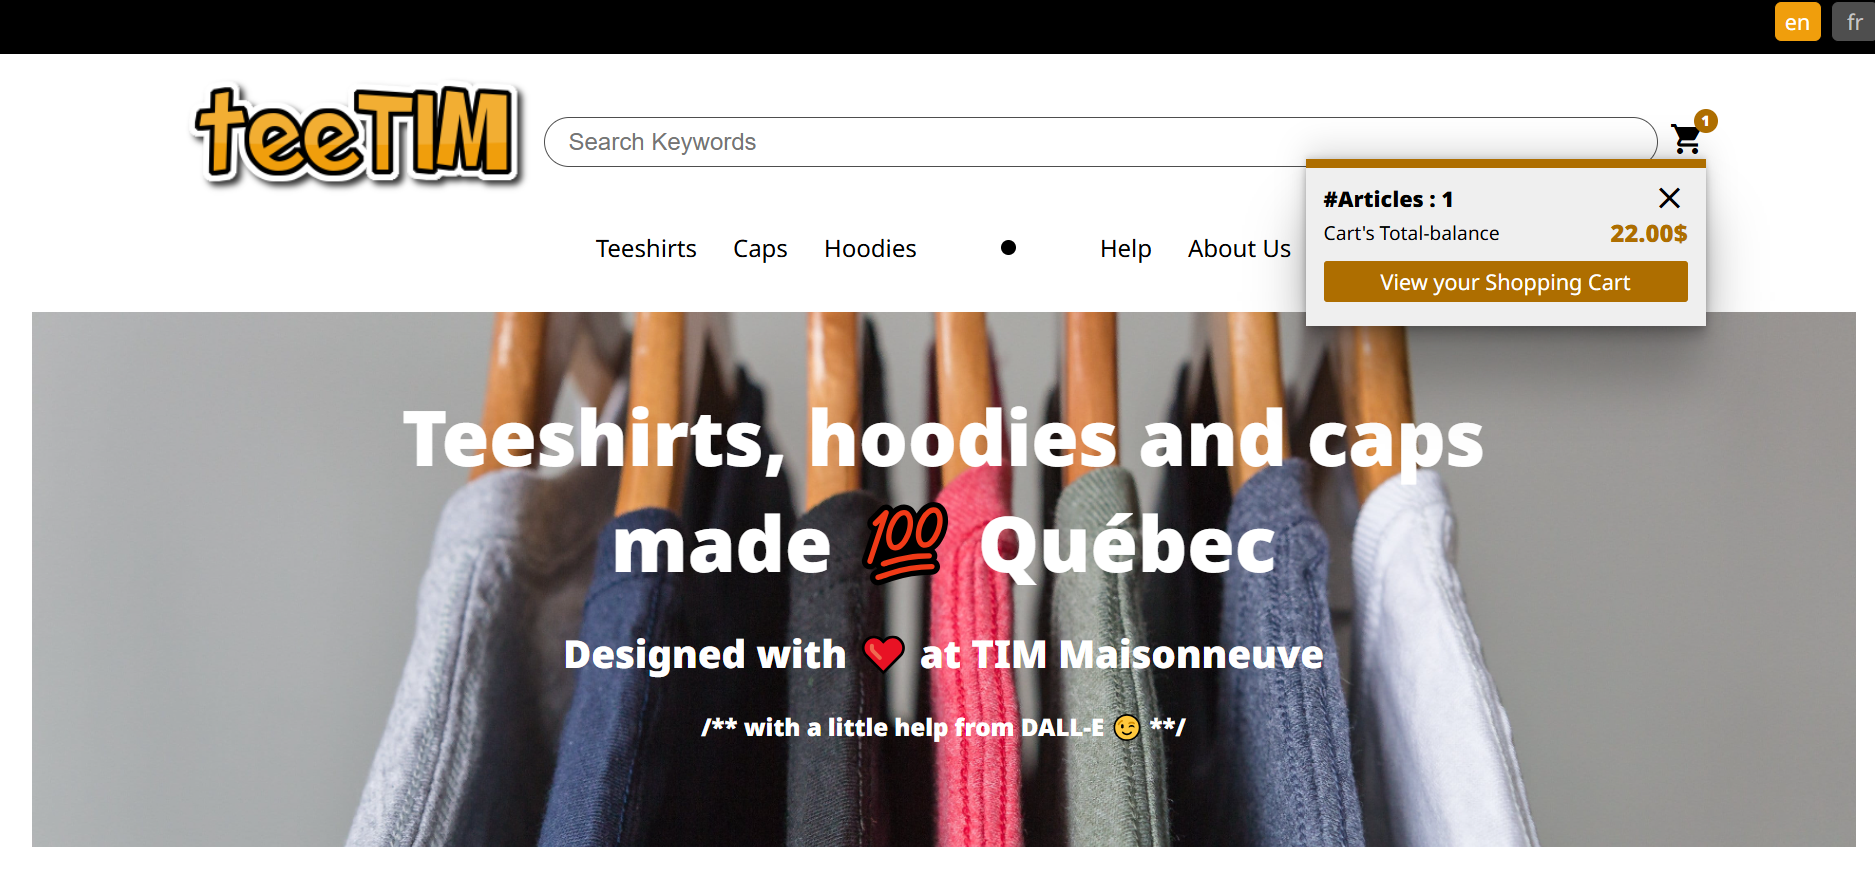 en fr
teeTIM
Search Keywords
1
#Articles : 1
Cart's Total-balance 22.00$
View your Shopping Cart
Teeshirts Caps Hoodies ● Help About Us
Teeshirts, hoodies and caps
made 💯 Québec
Designed with ❤️ at TIM Maisonneuve
/** with a little help from DALL-E 😉 **/